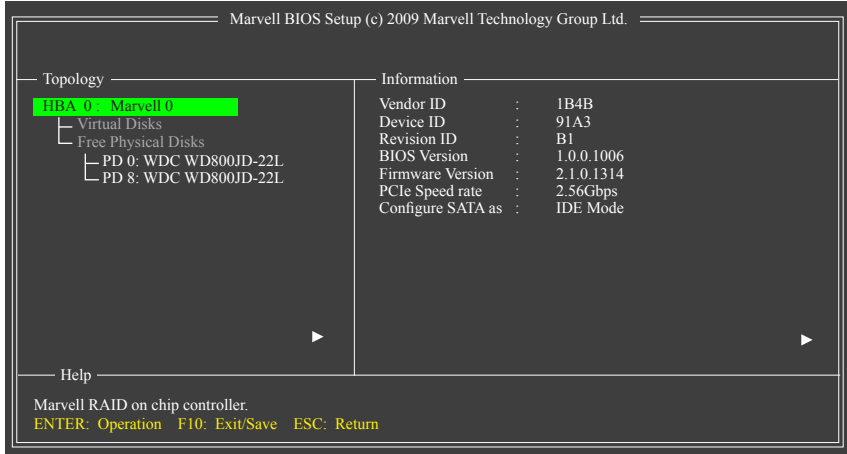 Marvell BIOS Setup (c) 2009 Marvell Technology Group Ltd.
Topology
HBA 0 : Marvell 0
Virtual Disks
Free Physical Disks
PD 0: WDC WD800JD-22L
PD 8: WDC WD800JD-22L
Information
Vendor ID : 1B4B
Device ID : 91A3
Revision ID : B1
BIOS Version : 1.0.0.1006
Firmware Version : 2.1.0.1314
PCIe Speed rate : 2.56Gbps
Configure SATA as : IDE Mode
Help
Marvell RAID on chip controller.
ENTER: Operation F10: Exit/Save ESC: Return